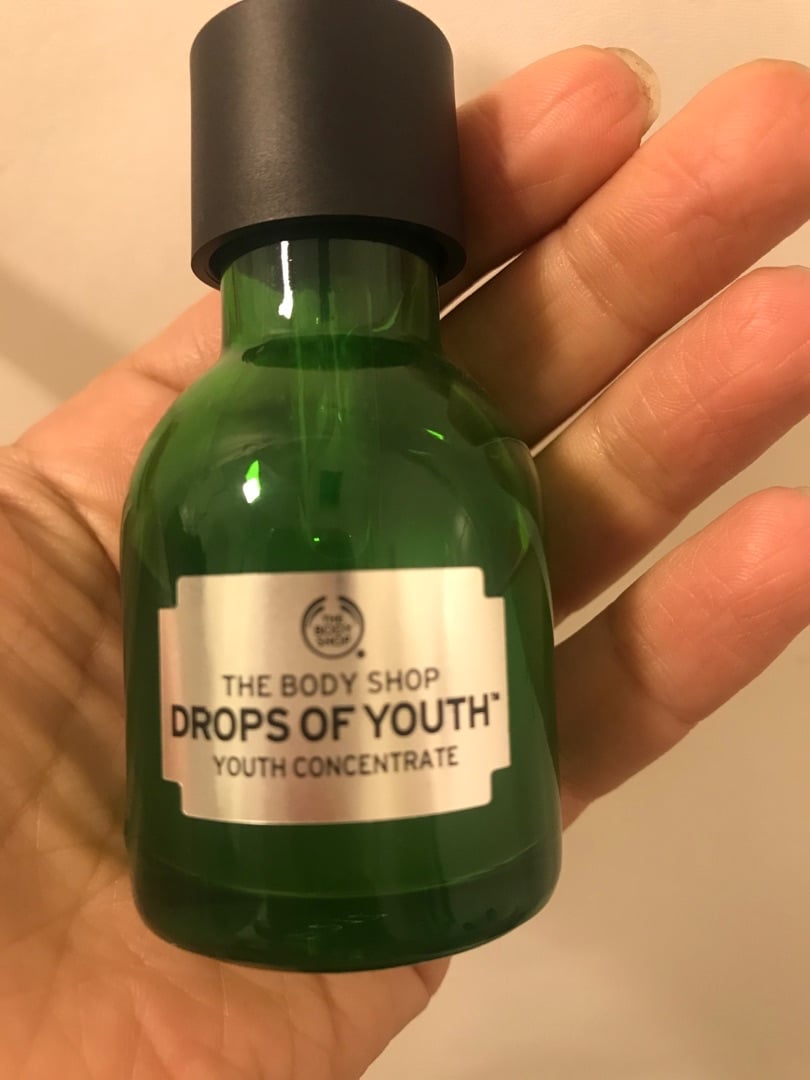 THE
BODY
SHOP
THE BODY SHOP
DROPS OF YOUTH™
YOUTH CONCENTRATE